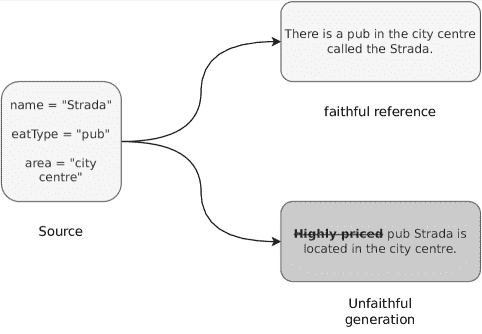 There is a pub in the city centre
called the Strada.
faithful reference
name = "Strada"
eatType = "pub"
area = "city
centre"
Source
Highly priced pub Strada is
located in the city centre.
Unfaithful
generation